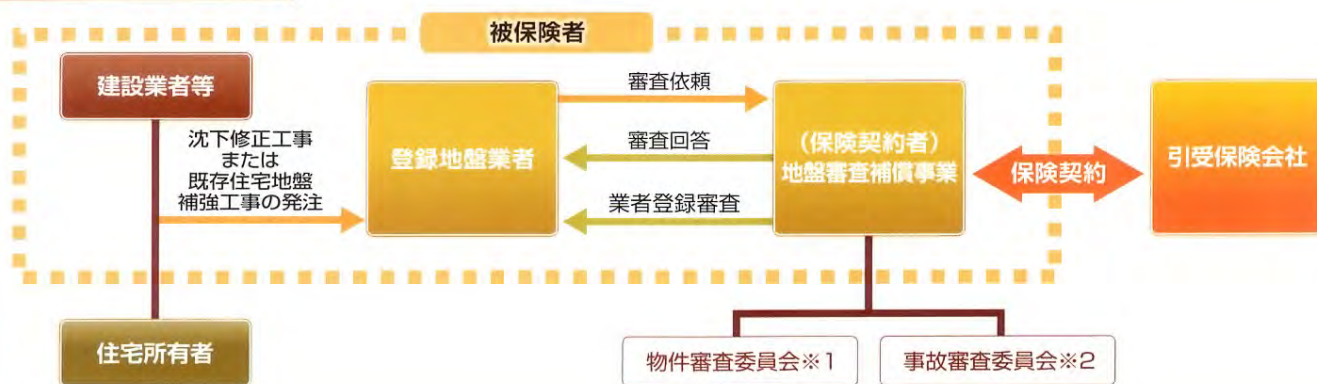 被保険者
建設業者等
沈下修正工事
または
既存住宅地盤
補強工事の発注
住宅所有者
登録地盤業者
審査依頼
審査回答
業者登録審査
(保険契約者)
地盤審査補償事業
保険契約
引受保険会社
物件審査委員会※1
事故審査委員会※2